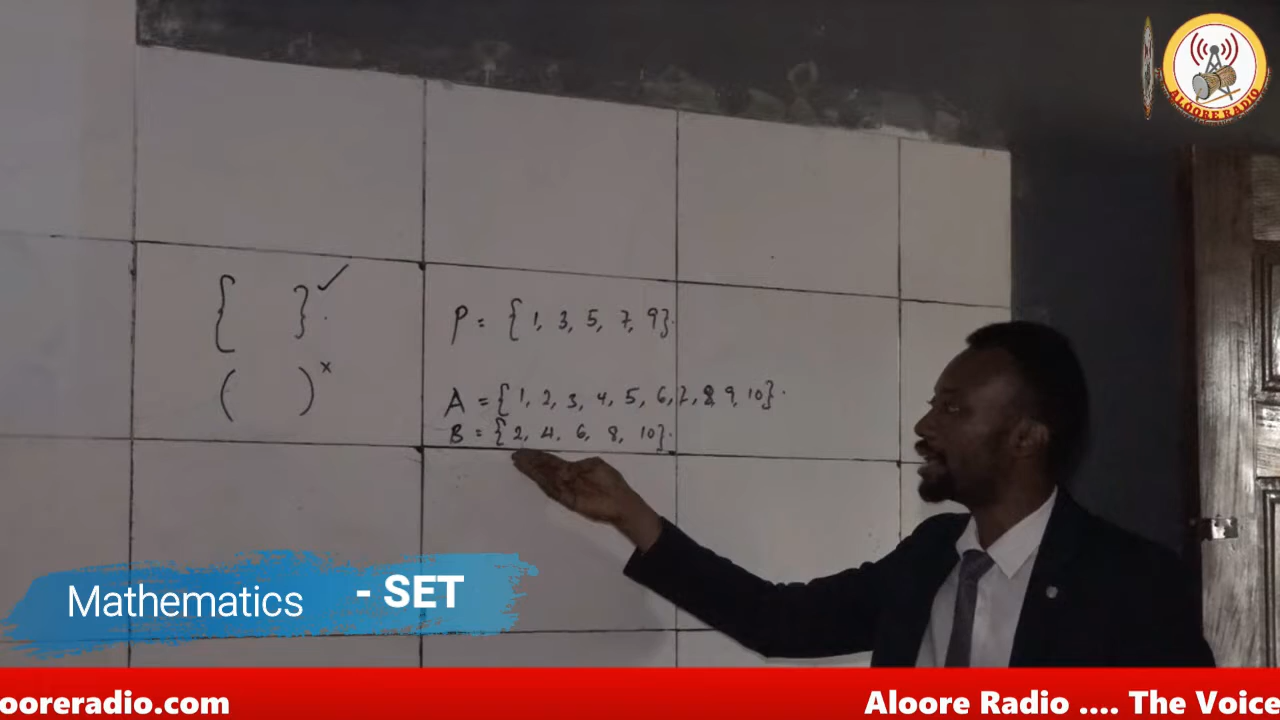 ALOORE RADIO
{ }.
( ) x
P = { 1, 3, 5, 7, 9}.
A = { 1, 2, 3, 4, 5, 6, 7, 8, 9, 10}.
B = { 2, 4, 6, 8, 10}.
Mathematics - SET
ooreradio.com
Aloore Radio .... The Voice